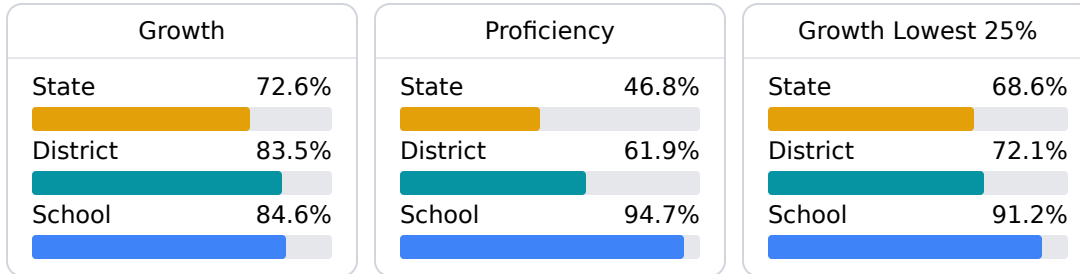 Growth
State 72.6%
District 83.5%
School 84.6%
Proficiency
State 46.8%
District 61.9%
School 94.7%
Growth Lowest 25%
State 68.6%
District 72.1%
School 91.2%